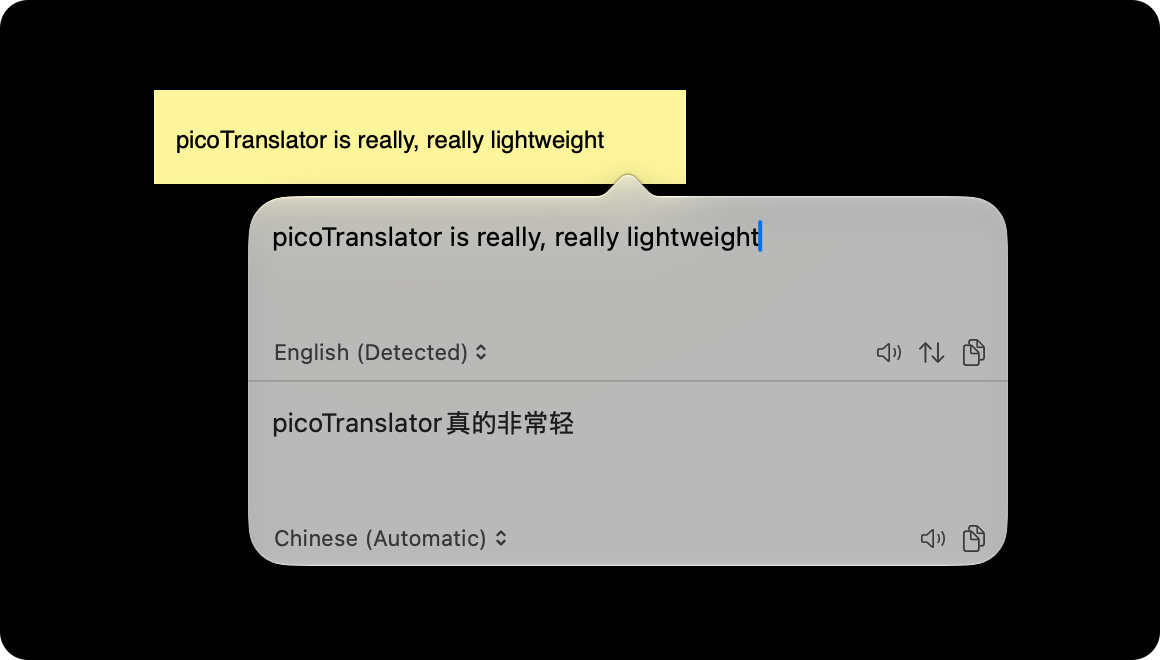 picoTranslator is really, really lightweight
picoTranslator is really, really lightweight
English (Detected)
picoTranslator真的非常轻
Chinese (Automatic)